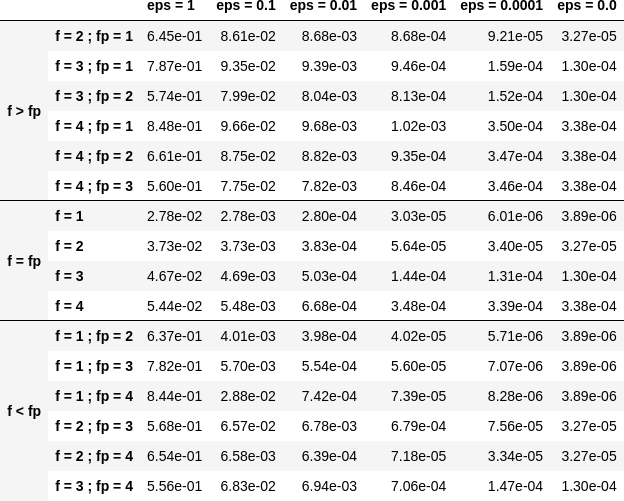 eps = 1 eps = 0.1 eps = 0.01 eps = 0.001 eps = 0.0001 eps = 0.0
f > fp
f = 2 ; fp = 1 6.45e-01 8.61e-02 8.68e-03 8.68e-04 9.21e-05 3.27e-05
f = 3 ; fp = 1 7.87e-01 9.35e-02 9.39e-03 9.46e-04 1.59e-04 1.30e-04
f = 3 ; fp = 2 5.74e-01 7.99e-02 8.04e-03 8.13e-04 1.52e-04 1.30e-04
f = 4 ; fp = 1 8.48e-01 9.66e-02 9.68e-03 1.02e-03 3.50e-04 3.38e-04
f = 4 ; fp = 2 6.61e-01 8.75e-02 8.82e-03 9.35e-04 3.47e-04 3.38e-04
f = 4 ; fp = 3 5.60e-01 7.75e-02 7.82e-03 8.46e-04 3.46e-04 3.38e-04
f = fp
f = 1 2.78e-02 2.78e-03 2.80e-04 3.03e-05 6.01e-06 3.89e-06
f = 2 3.73e-02 3.73e-03 3.83e-04 5.64e-05 3.40e-05 3.27e-05
f = 3 4.67e-02 4.69e-03 5.03e-04 1.44e-04 1.31e-04 1.30e-04
f = 4 5.44e-02 5.48e-03 6.68e-04 3.48e-04 3.39e-04 3.38e-04
f < fp
f = 1 ; fp = 2 6.37e-01 4.01e-03 3.98e-04 4.02e-05 5.71e-06 3.89e-06
f = 1 ; fp = 3 7.82e-01 5.70e-03 5.54e-04 5.60e-05 7.07e-06 3.89e-06
f = 1 ; fp = 4 8.44e-01 2.88e-02 7.42e-04 7.39e-05 8.28e-06 3.89e-06
f = 2 ; fp = 3 5.68e-01 6.57e-02 6.78e-03 6.79e-04 7.56e-05 3.27e-05
f = 2 ; fp = 4 6.54e-01 6.58e-03 6.39e-04 7.18e-05 3.34e-05 3.27e-05
f = 3 ; fp = 4 5.56e-01 6.83e-02 6.94e-03 7.06e-04 1.47e-04 1.30e-04